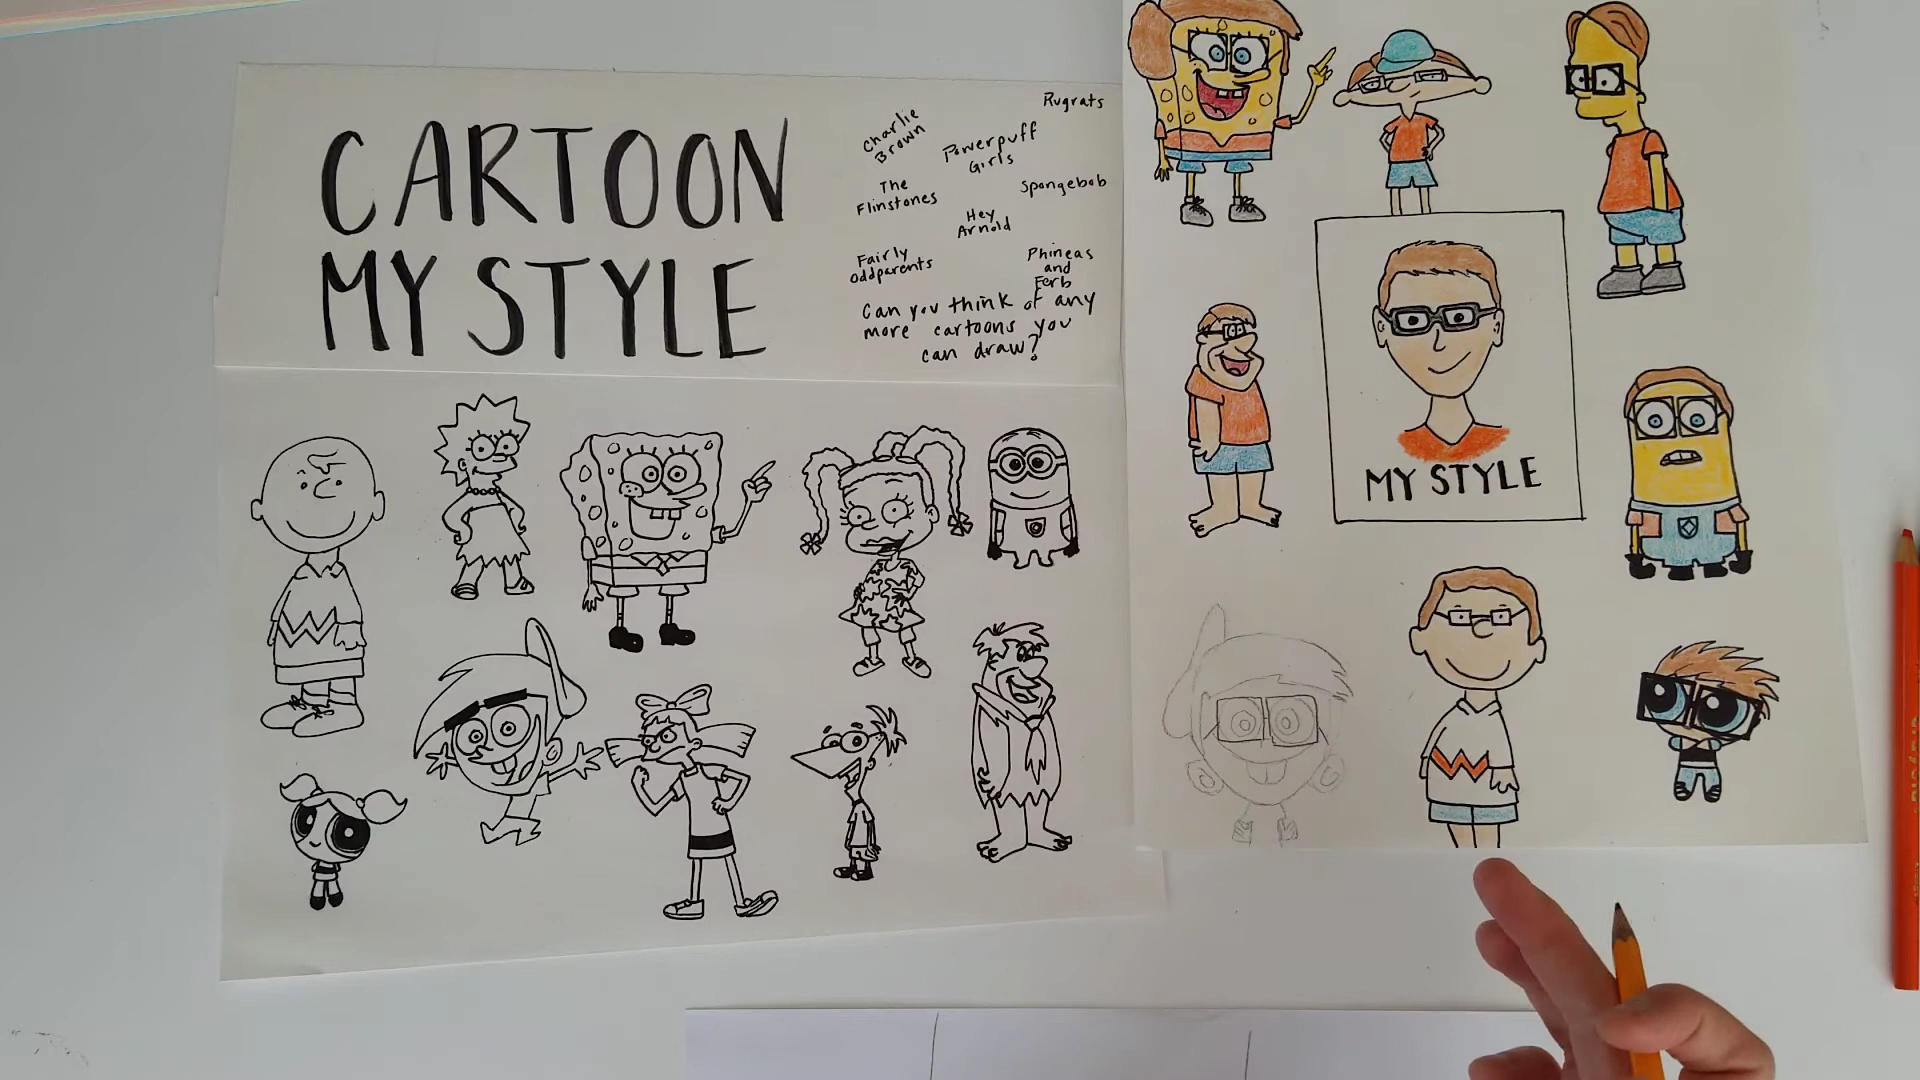 CARTOON
MY STYLE
Rugrats
Charlie
Brown
Powerpuff
Girls
The
Flinstones
Spongebob
Hey
Arnold
Fairly
Oddparents
Phineas
and
Ferb
Can you think of any
more cartoons you
can draw?
MY STYLE